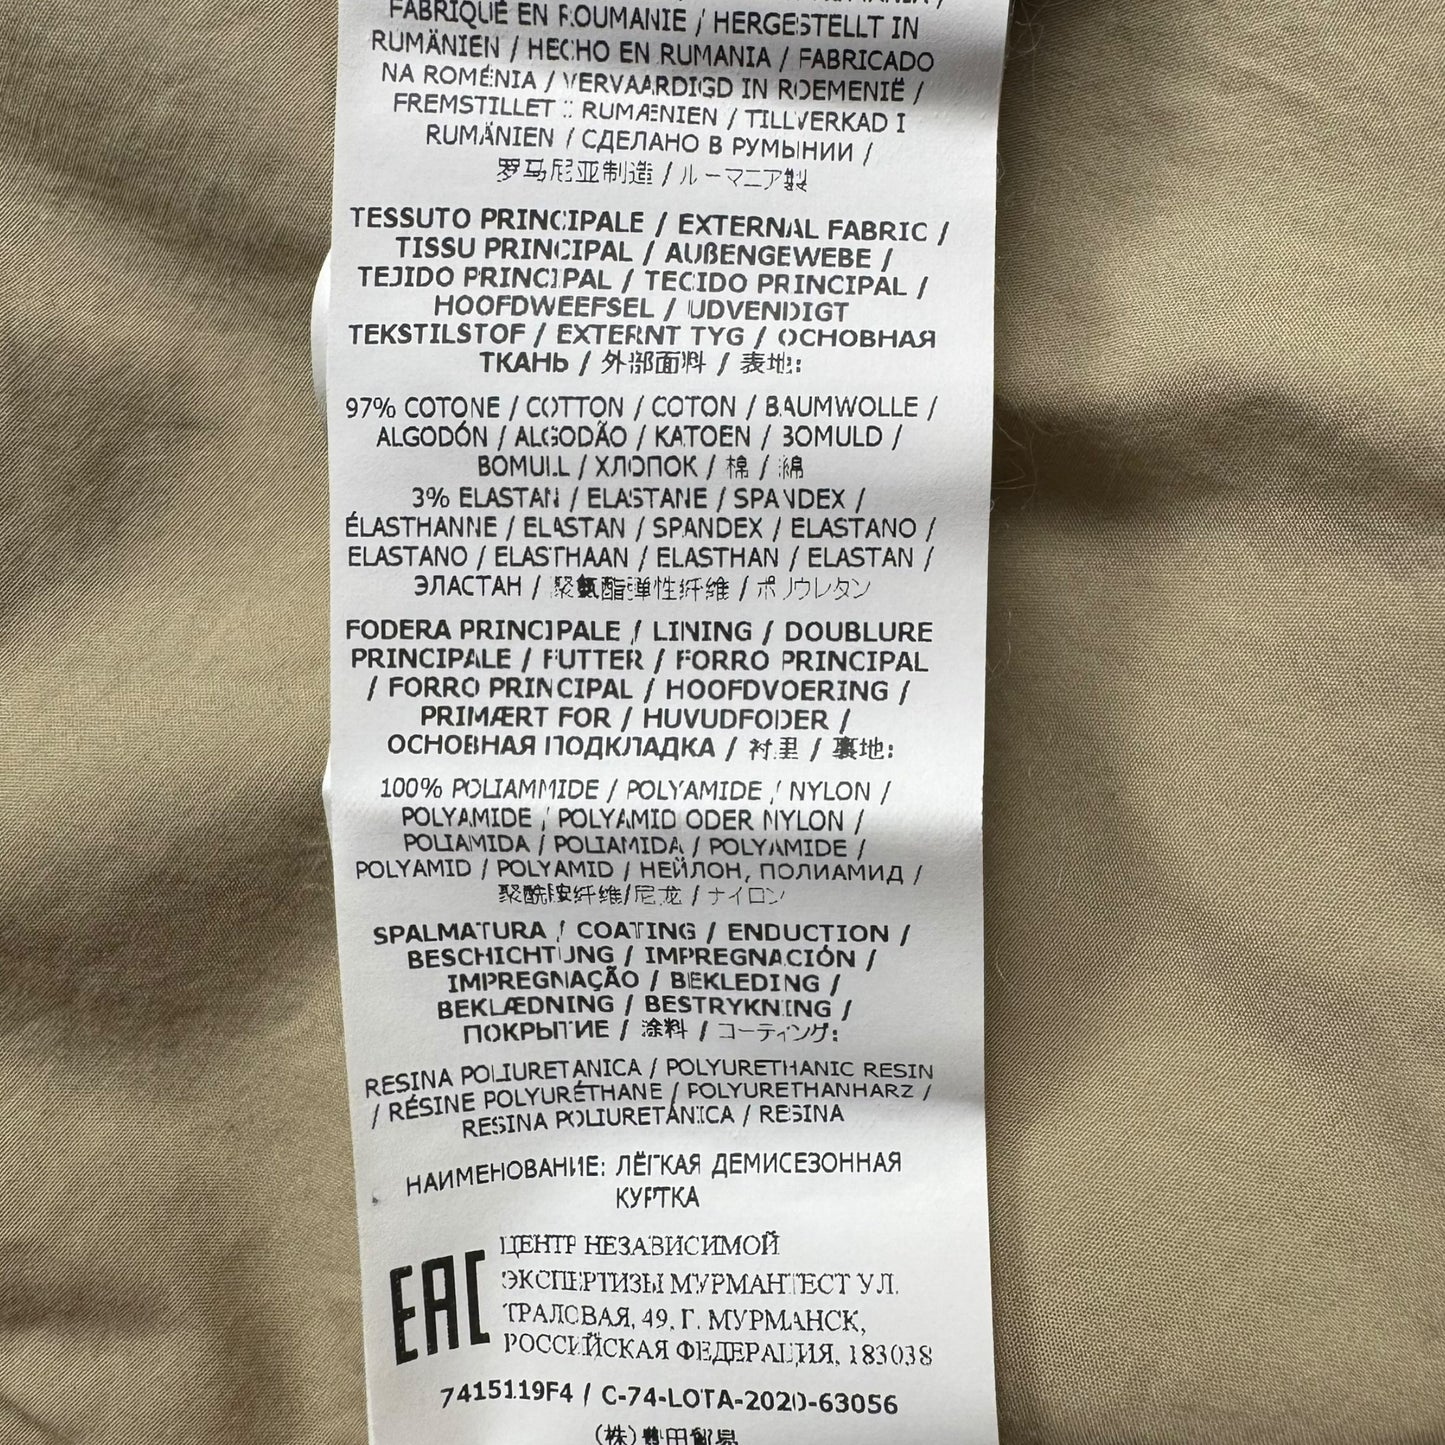 FABRIQUÉ EN ROUMANIE / HERGESTELLT IN
RUMÄNIEN / HECHO EN RUMANIA / FABRICADO
NA ROMÉNIA / VERVAARDIGD IN ROEMENIË /
FREMSTILLET I RUMÆNIEN / TILLVERKAD I
RUMÄNIEN / СДЕЛАНО В РУМЫНИИ /
罗马尼亚制造 / ルーマニア製
TESSUTO PRINCIPALE / EXTERNAL FABRIC /
TISSU PRINCIPAL / AUßENGEWEBE /
TEJIDO PRINCIPAL / TECIDO PRINCIPAL /
HOOFDWEEFSEL / UDVENDIGT
TEKSTILSTOF / EXTERNT TYG / ОСНОВНАЯ
ТКАНЬ / 外部面料 / 表地:
97% COTONE / COTTON / COTON / BAUMWOLLE /
ALGODÓN / ALGODÃO / KATOEN / BOMULD /
BOMULL / ХЛОПОК / 棉 / 綿
3% ELASTAN / ELASTANE / SPANDEX /
ÉLASTHANNE / ELASTAN / SPANDEX / ELASTANO /
ELASTANO / ELASTHAAN / ELASTHAN / ELASTAN /
ЭЛАСТАН / 聚氨酯弹性纤维 / ポリウレタン
FODERA PRINCIPALE / LINING / DOUBLURE
PRINCIPALE / FUTTER / FORRO PRINCIPAL
/ FORRO PRINCIPAL / HOOFDVOERING /
PRIMÆRT FOR / HUVUDFODER /
ОСНОВНАЯ ПОДКЛАДКА / 衬里 / 裏地:
100% POLIAMMIDE / POLYAMIDE / NYLON /
POLYAMIDE / POLYAMID ODER NYLON /
POLIAMIDA / POLIAMIDA / POLYAMIDE /
POLYAMID / POLYAMID / НЕЙЛОН, ПОЛИАМИД /
聚酰胺纤维/尼龙 / ナイロン
SPALMATURA / COATING / ENDUCTION /
BESCHICHTUNG / IMPREGNACIÓN /
IMPREGNAÇÃO / BEKLEDING /
BEKLÆDNING / BESTRYKNING /
ПОКРЫТИЕ / 涂料 / コーティング:
RESINA POLIURETANICA / POLYURETHANIC RESIN
/ RÉSINE POLYURÉTHANE / POLYURETHANHARZ /
RESINA POLIURETÁNICA / RESINA
НАИМЕНОВАНИЕ: ЛЁГКАЯ ДЕМИСЕЗОННАЯ
КУРТКА
EAC ЦЕНТР НЕЗАВИСИМОЙ
ЭКСПЕРТИЗЫ МУРМАНТЕСТ УЛ.
ТРАЛОВАЯ, 49, Г. МУРМАНСК,
РОССИЙСКАЯ ФЕДЕРАЦИЯ, 183038
7415119F4 / C-74-LOTA-2020-63056
(株) 豊田貿易